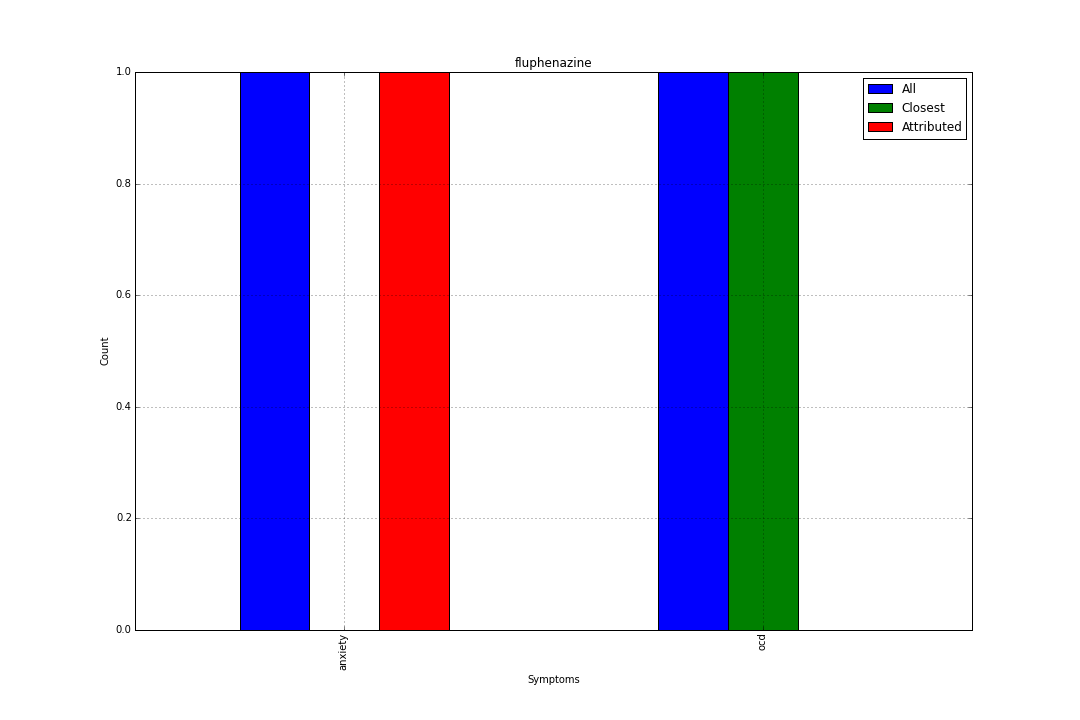 fluphenazine
1.0
0.8
0.6
0.4
0.2
0.0
Count
All
Closest
Attributed
anxiety
ocd
Symptoms